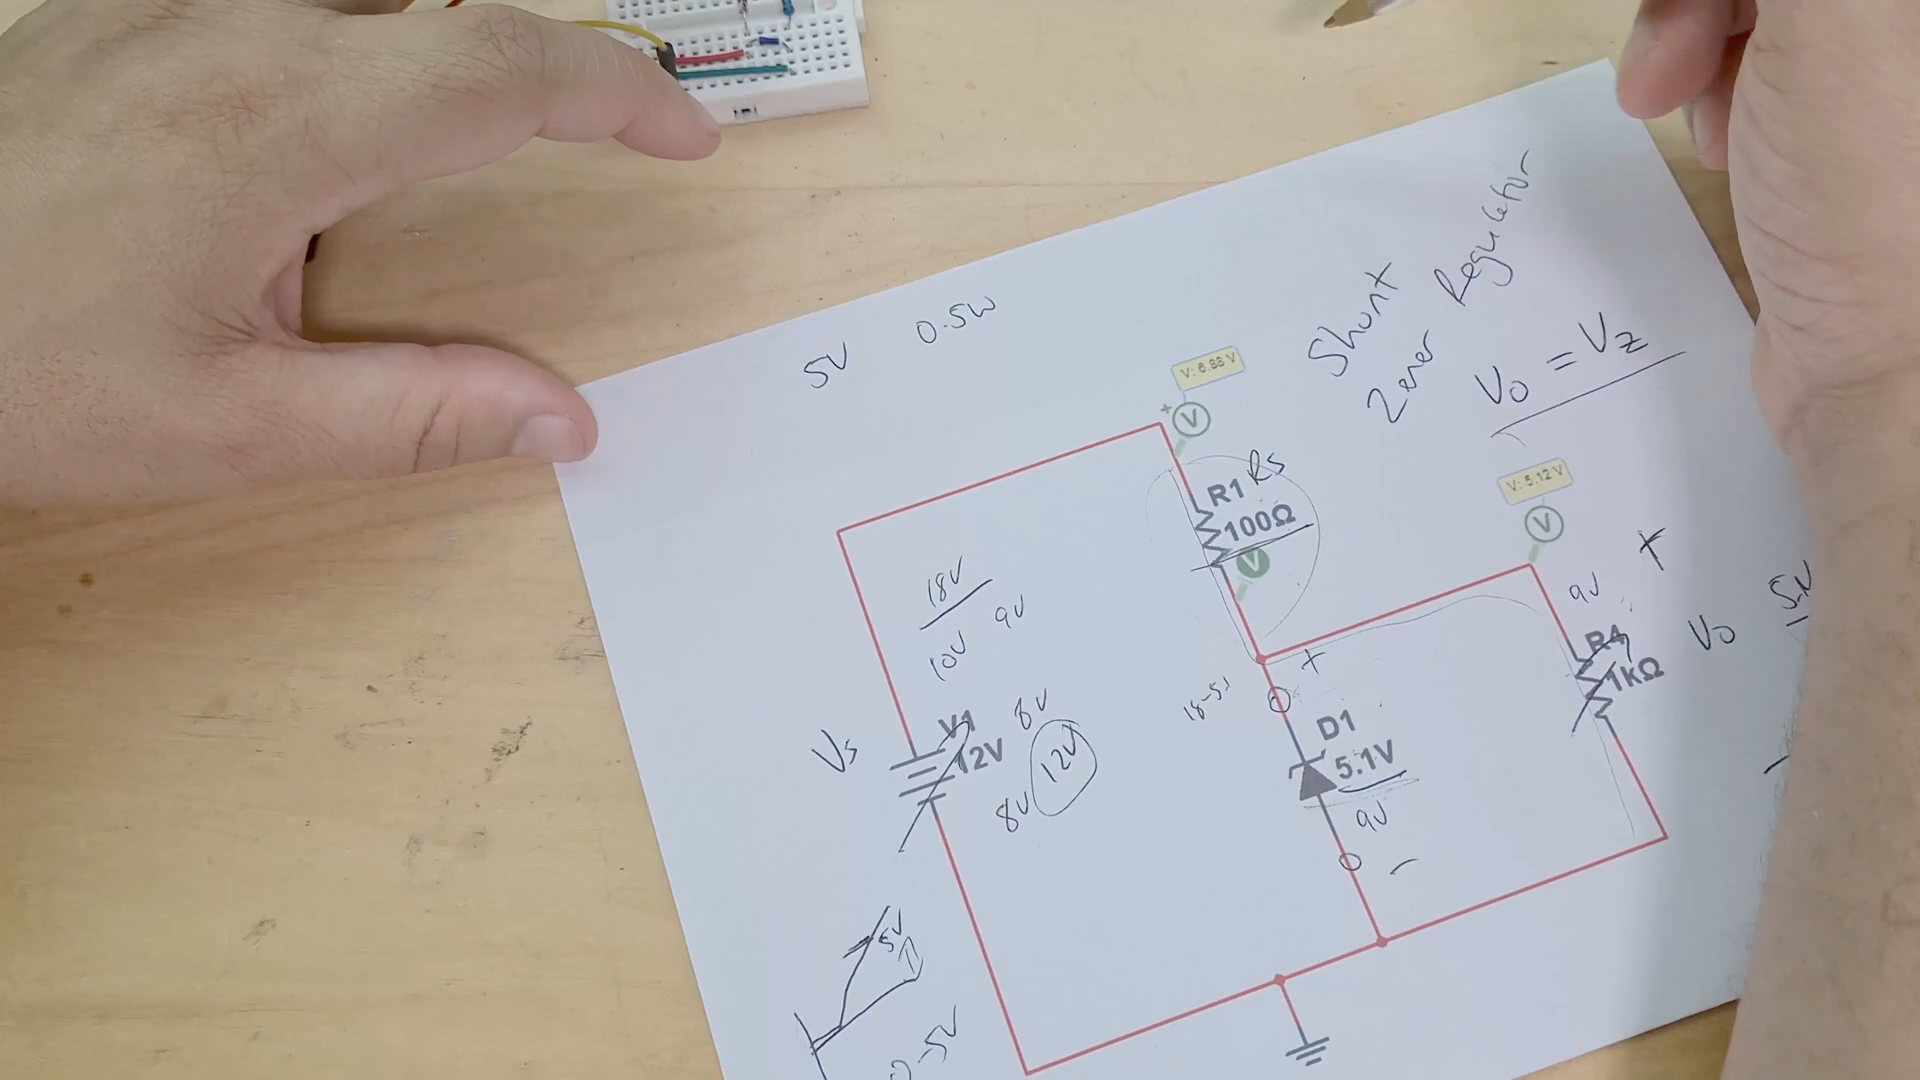 5V 0.5W
Shunt
Zener Regulator
Vo = Vz
V: 6.88 V
V
R1 Rs
100Ω
V
V: 5.12 V
V
18V
10V 9V
Vs
V1
12V
8V
8V 12V
18-5.1
+
D1
5.1V
9V
-
9V
+
Vo
1kΩ
5V
0-5V